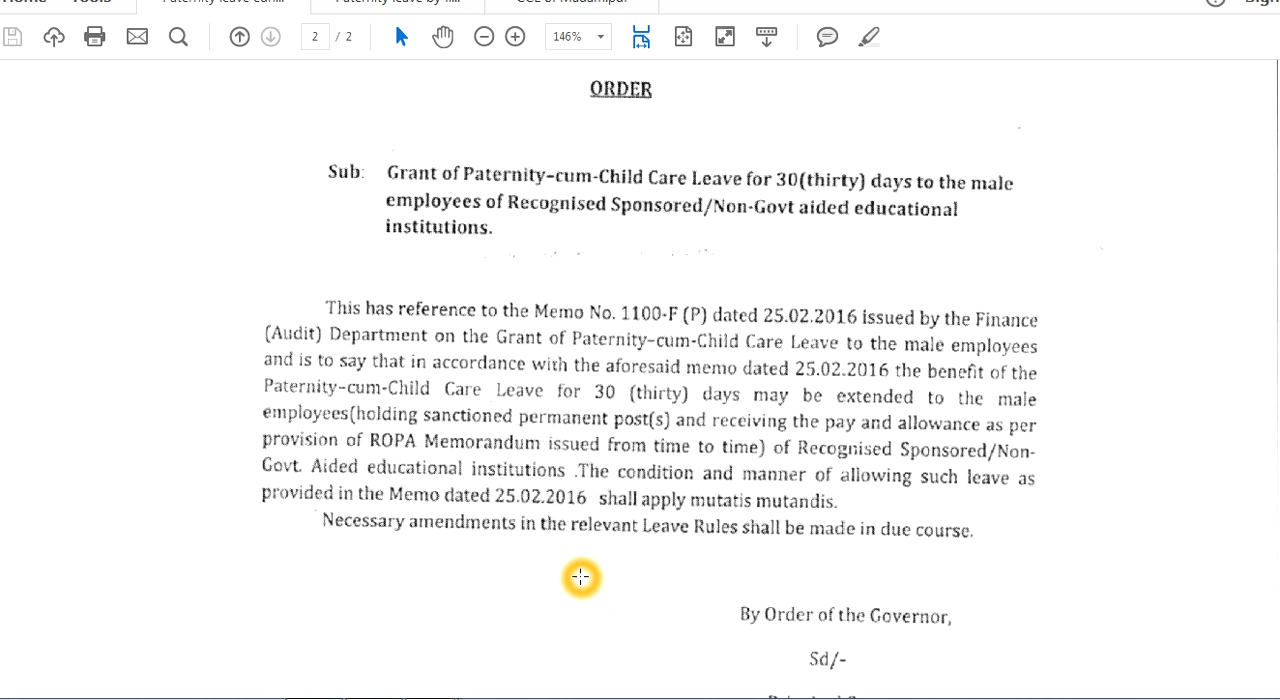 2 / 2
146%
ORDER
Sub: Grant of Paternity-cum-Child Care Leave for 30(thirty) days to the male
employees of Recognised Sponsored/Non-Govt aided educational
institutions.
This has reference to the Memo No. 1100-F (P) dated 25.02.2016 issued by the Finance
(Audit) Department on the Grant of Paternity-cum-Child Care Leave to the male employees
and is to say that in accordance with the aforesaid memo dated 25.02.2016 the benefit of the
Paternity-cum-Child Care Leave for 30 (thirty) days may be extended to the male
employees(holding sanctioned permanent post(s) and receiving the pay and allowance as per
provision of ROPA Memorandum issued from time to time) of Recognised Sponsored/Non-
Govt. Aided educational institutions .The condition and manner of allowing such leave as
provided in the Memo dated 25.02.2016 shall apply mutatis mutandis.
Necessary amendments in the relevant Leave Rules shall be made in due course.
By Order of the Governor,
Sd/-